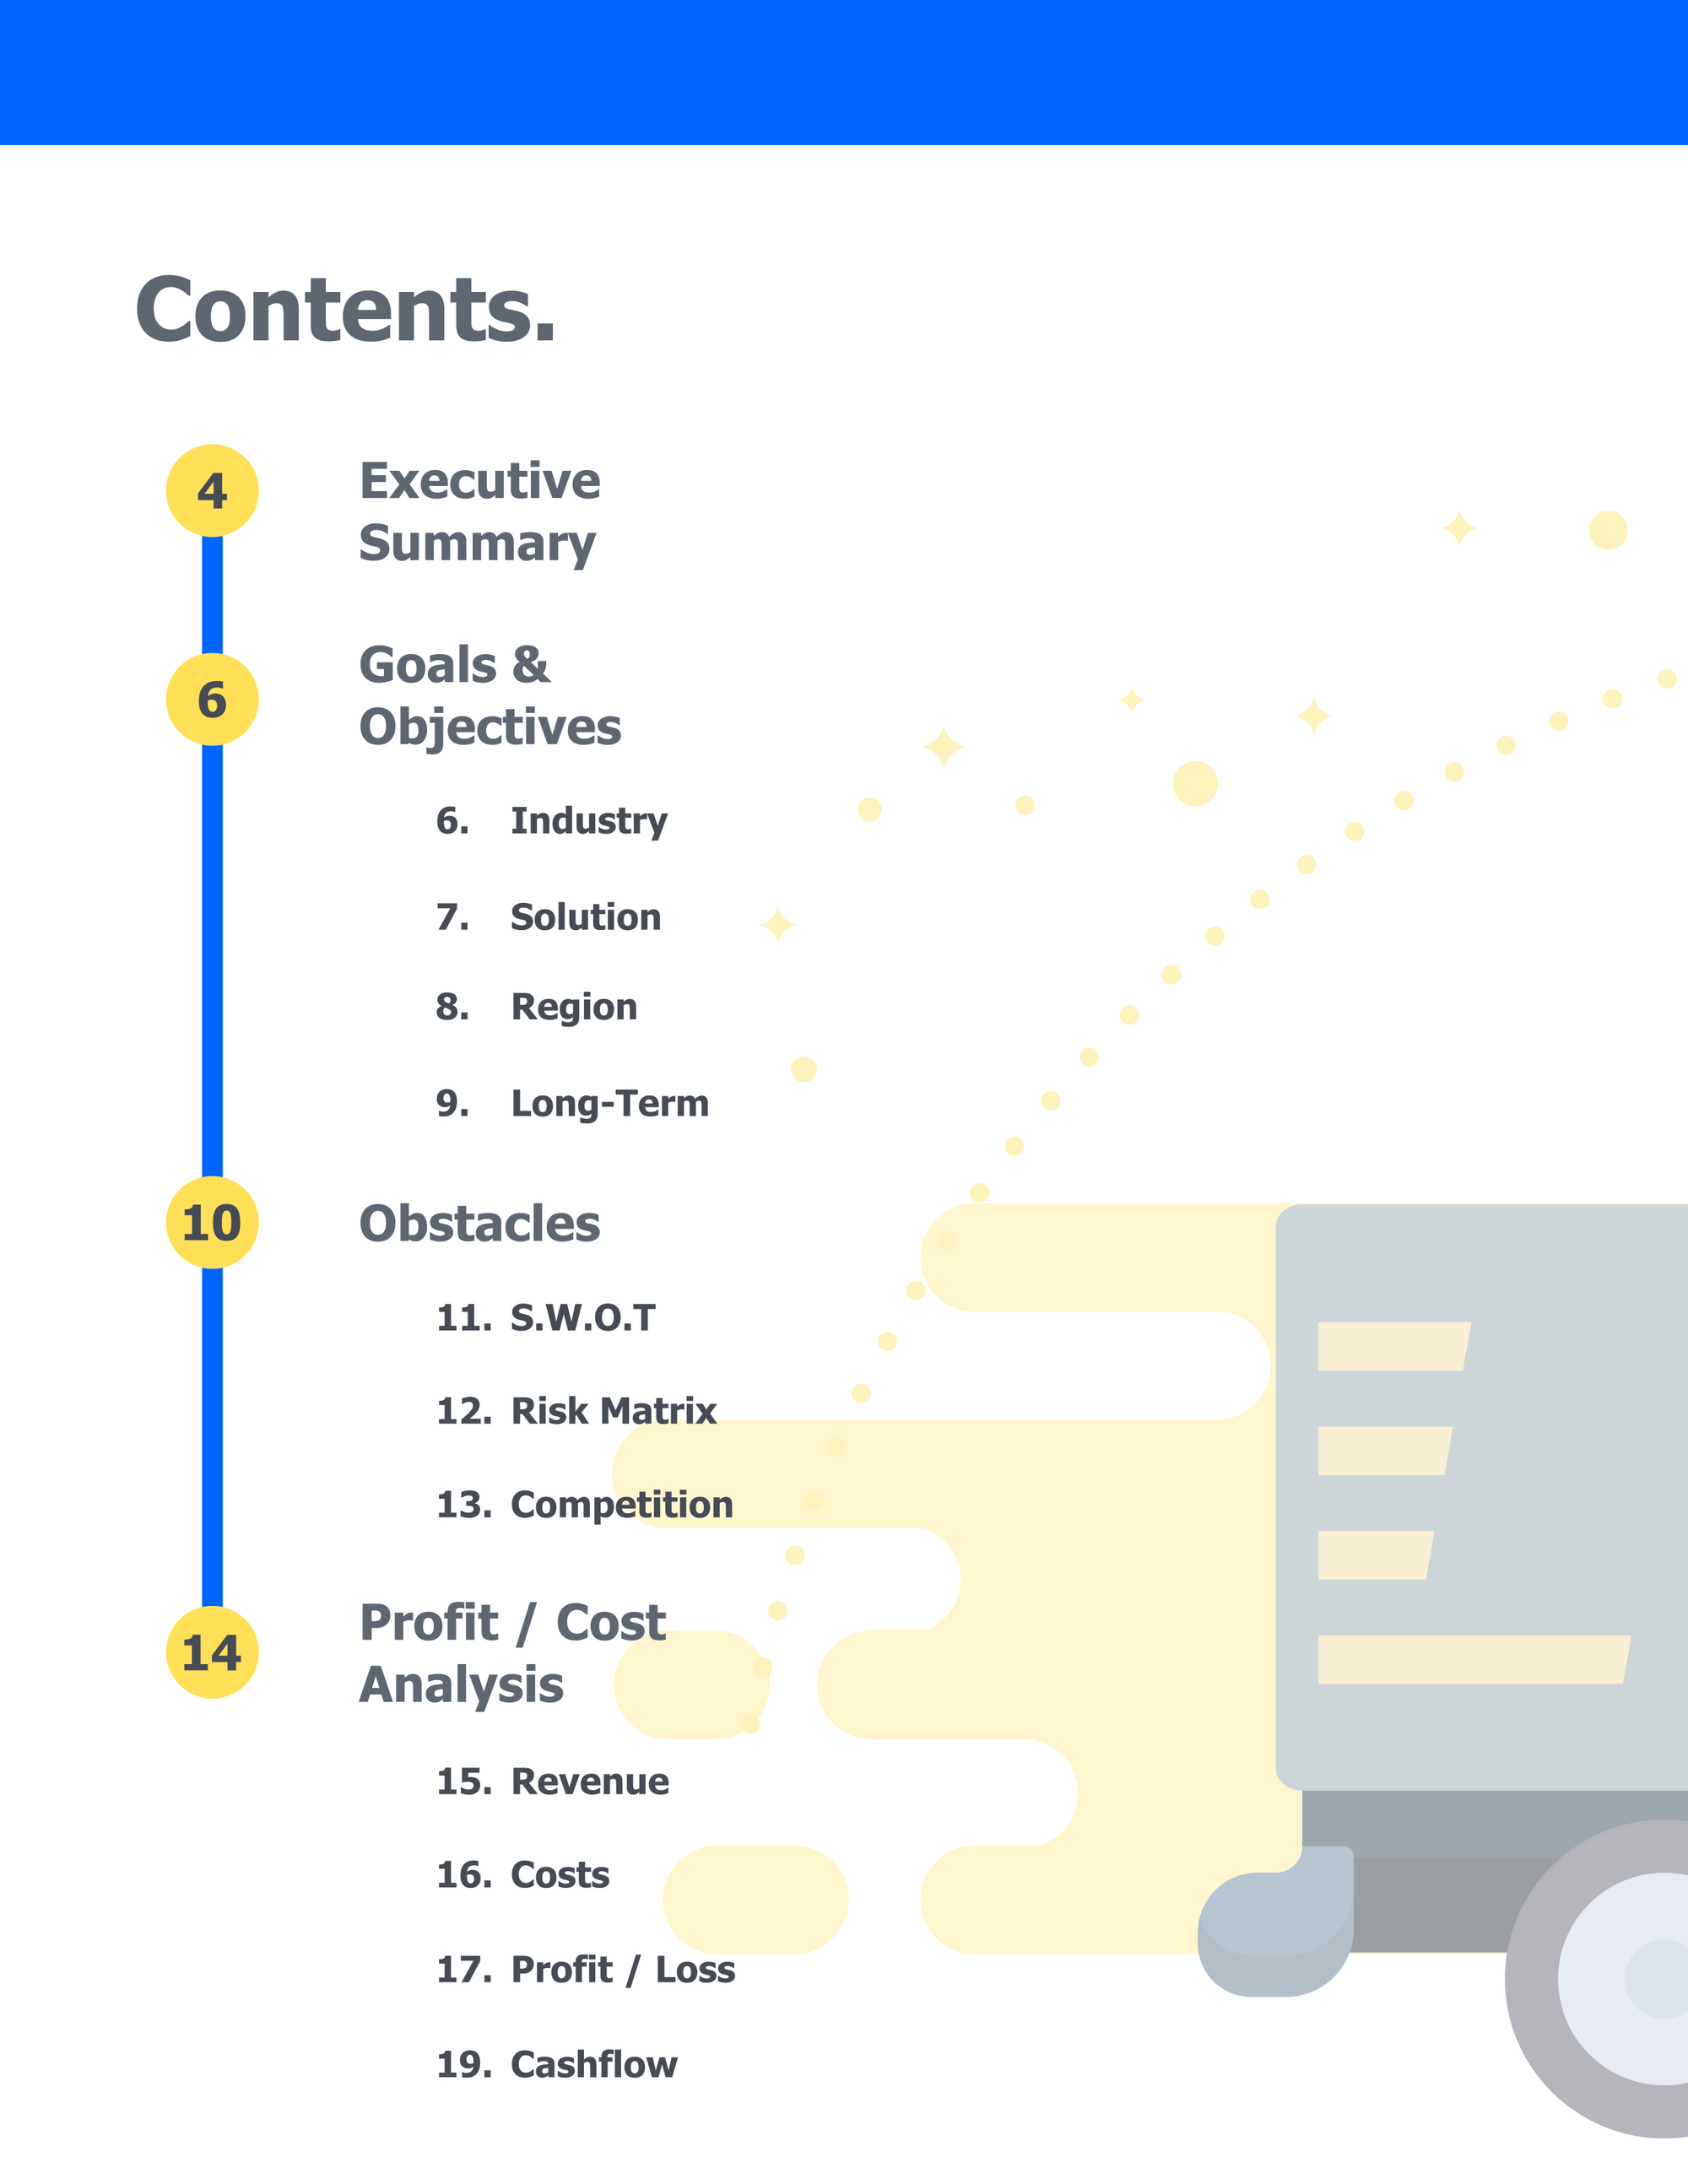 Contents.
4
Executive
Summary
6
Goals &
Objectives
6. Industry
7. Solution
8. Region
9. Long-Term
10
Obstacles
11. S.W.O.T
12. Risk Matrix
13. Competition
14
Profit / Cost
Analysis
15. Revenue
16. Costs
17. Profit / Loss
19. Cashflow